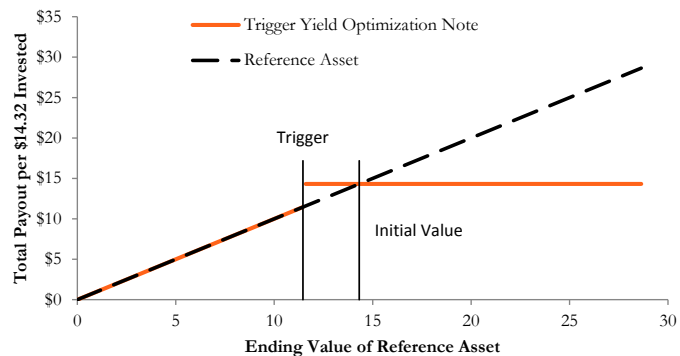 Trigger Yield Optimization Note
Reference Asset
Total Payout per $14.32 Invested
$35
$30
$25
$20
$15
$10
$5
$0
Trigger
Initial Value
0 5 10 15 20 25 30
Ending Value of Reference Asset